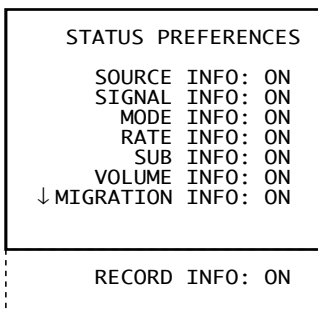 STATUS PREFERENCES
SOURCE INFO: ON
SIGNAL INFO: ON
MODE INFO: ON
RATE INFO: ON
SUB INFO: ON
VOLUME INFO: ON
↓MIGRATION INFO: ON
RECORD INFO: ON